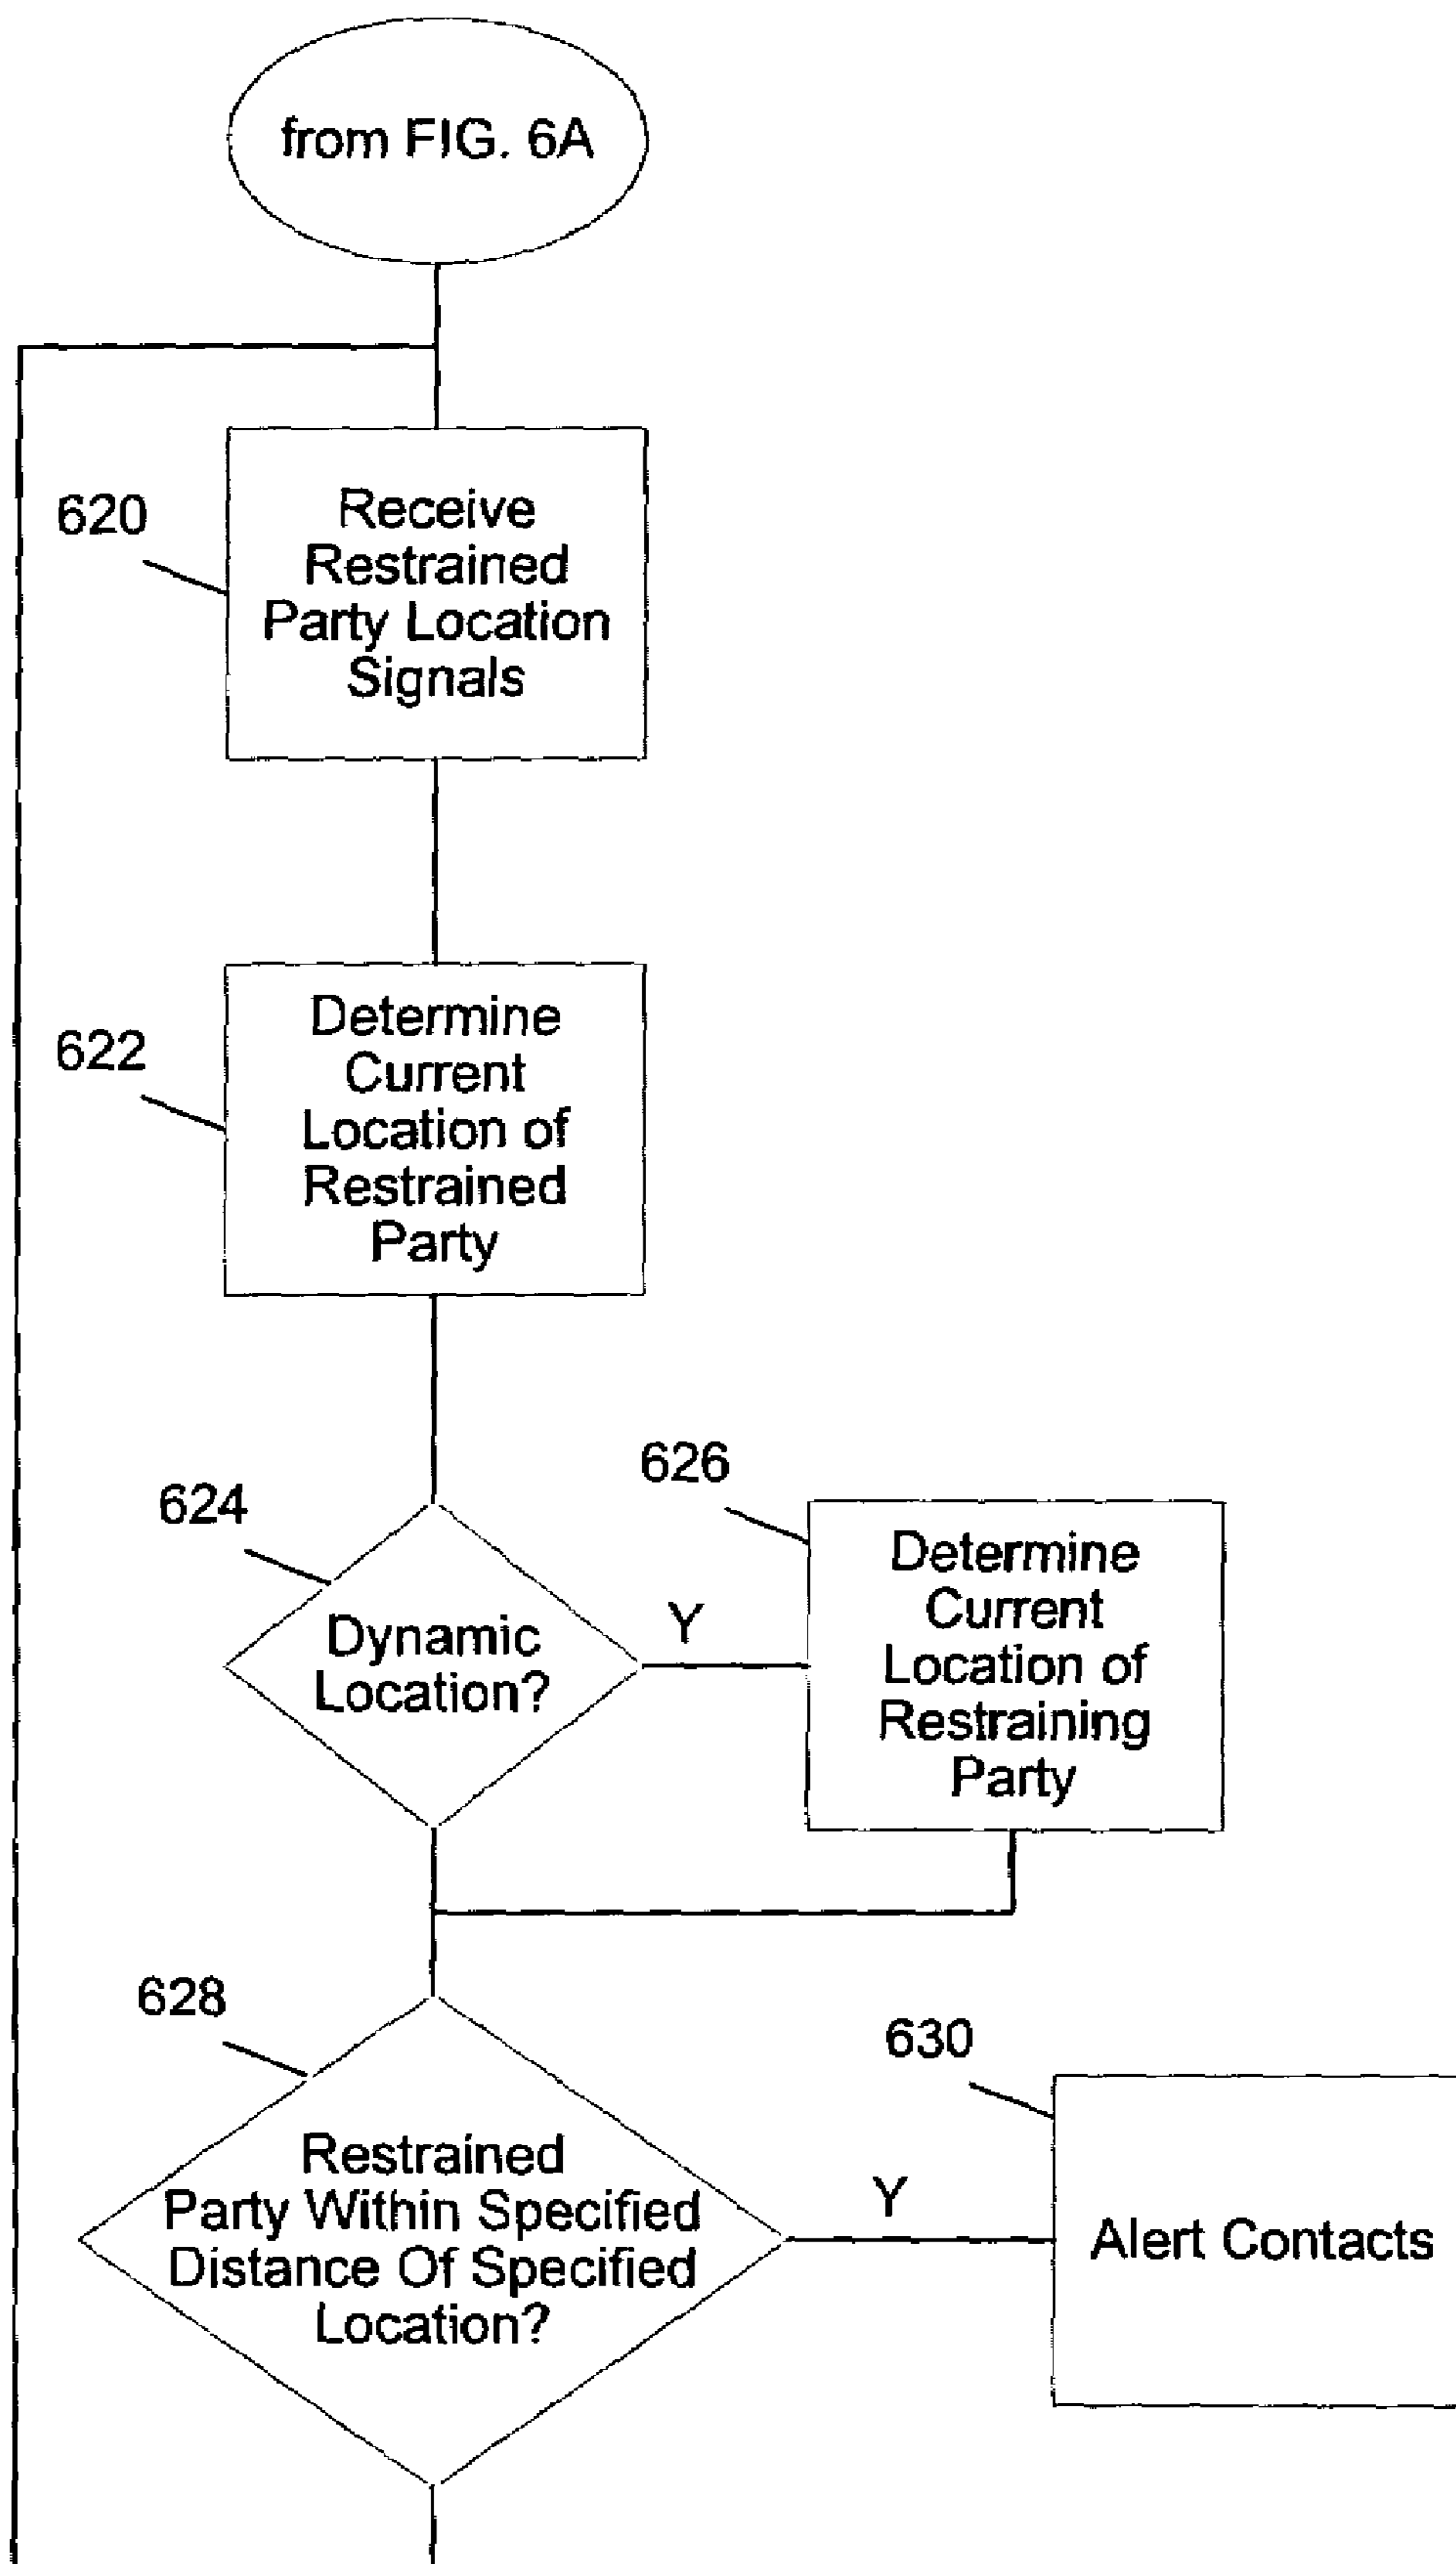 from FIG. 6A
620
Receive
Restrained
Party Location
Signals
622
Determine
Current
Location of
Restrained
Party
624
Dynamic
Location?
Y
626
Determine
Current
Location of
Restraining
Party
628
Restrained
Party Within Specified
Distance Of Specified
Location?
Y
630
Alert Contacts